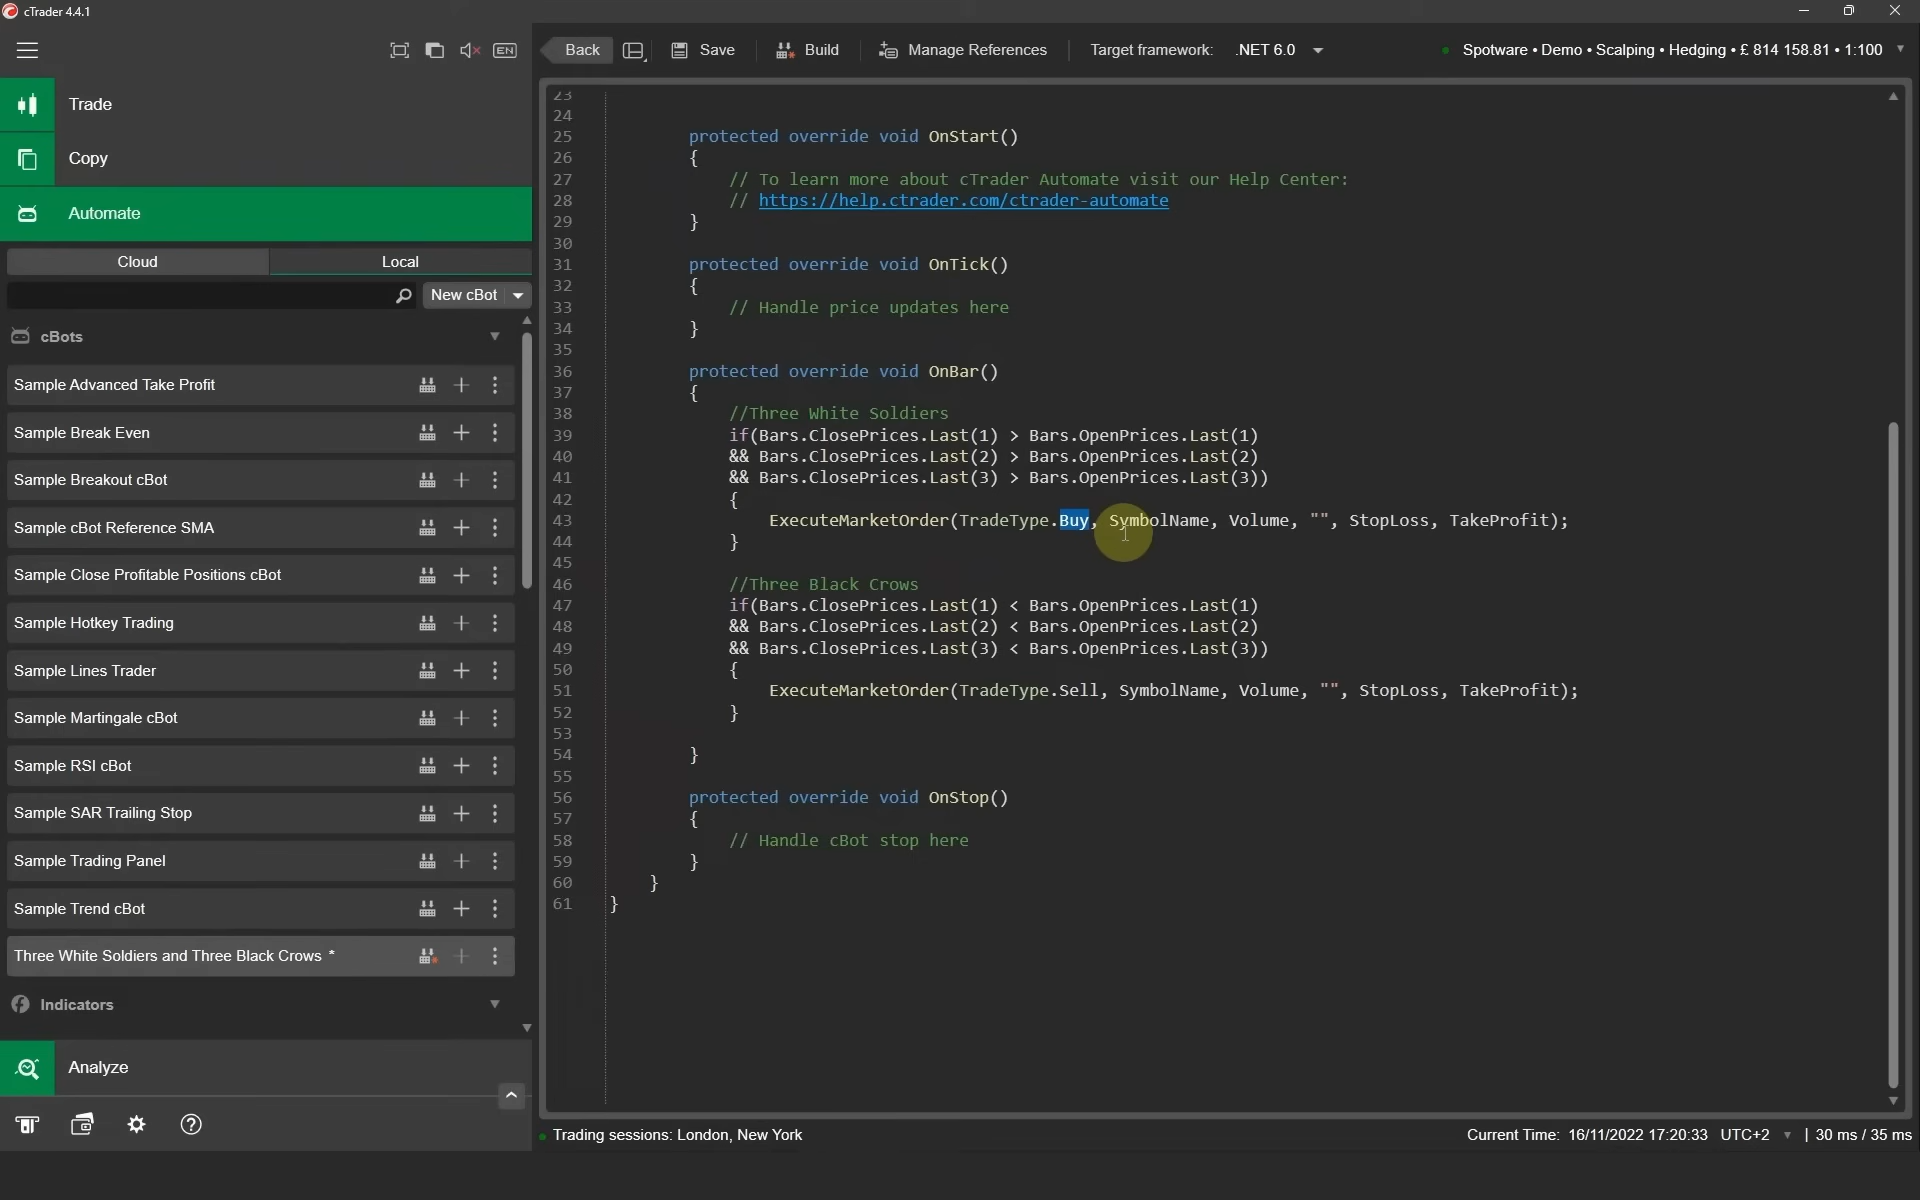 cTrader 4.4.1
EN
Back
Save
Build
Manage References
Target framework: .NET 6.0
Spotware • Demo • Scalping • Hedging • £ 814 158.81 • 1:100
Trade
Copy
Automate
Cloud
Local
New cBot
cBots
Sample Advanced Take Profit
Sample Break Even
Sample Breakout cBot
Sample cBot Reference SMA
Sample Close Profitable Positions cBot
Sample Hotkey Trading
Sample Lines Trader
Sample Martingale cBot
Sample RSI cBot
Sample SAR Trailing Stop
Sample Trading Panel
Sample Trend cBot
Three White Soldiers and Three Black Crows *
Indicators
Analyze
23
24
25 protected override void OnStart()
26 {
27 // To learn more about cTrader Automate visit our Help Center:
28 // https://help.ctrader.com/ctrader-automate
29 }
30
31 protected override void OnTick()
32 {
33 // Handle price updates here
34 }
35
36 protected override void OnBar()
37 {
38 //Three White Soldiers
39 if(Bars.ClosePrices.Last(1) > Bars.OpenPrices.Last(1)
40 && Bars.ClosePrices.Last(2) > Bars.OpenPrices.Last(2)
41 && Bars.ClosePrices.Last(3) > Bars.OpenPrices.Last(3))
42 {
43 ExecuteMarketOrder(TradeType.Buy, SymbolName, Volume, "", StopLoss, TakeProfit);
44 }
45
46 //Three Black Crows
47 if(Bars.ClosePrices.Last(1) < Bars.OpenPrices.Last(1)
48 && Bars.ClosePrices.Last(2) < Bars.OpenPrices.Last(2)
49 && Bars.ClosePrices.Last(3) < Bars.OpenPrices.Last(3))
50 {
51 ExecuteMarketOrder(TradeType.Sell, SymbolName, Volume, "", StopLoss, TakeProfit);
52 }
53
54 }
55
56 protected override void OnStop()
57 {
58 // Handle cBot stop here
59 }
60 }
61 }
Trading sessions: London, New York
Current Time: 16/11/2022 17:20:33 UTC+2 | 30 ms / 35 ms